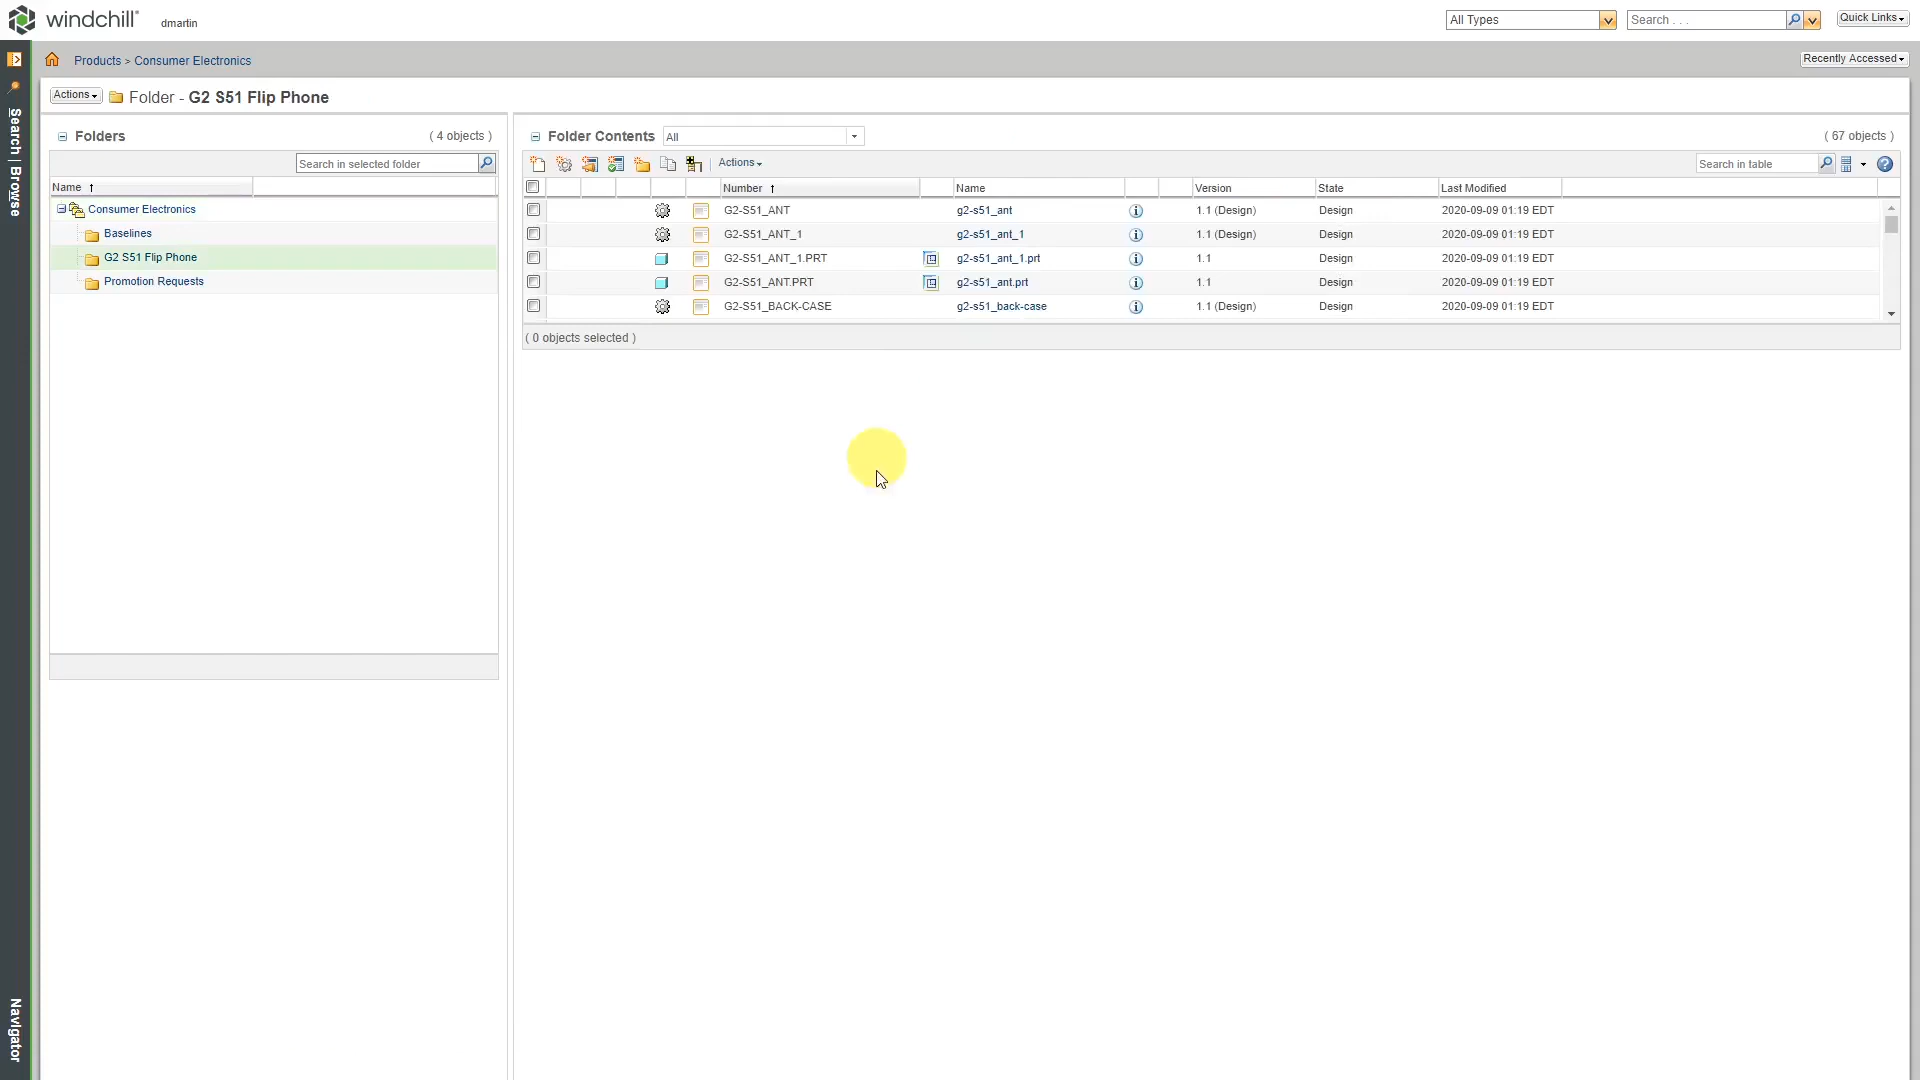 windchill®
dmartin
All Types
Search . . .
Quick Links
Products > Consumer Electronics
Recently Accessed
Actions
Folder - G2 S51 Flip Phone
Search | Browse
Navigator
Folders
( 4 objects )
Search in selected folder
Name ↑
Consumer Electronics
Baselines
G2 S51 Flip Phone
Promotion Requests
Folder Contents All ( 67 objects )
Actions
Search in table
Number ↑ Name Version State Last Modified
G2-S51_ANT g2-s51_ant 1.1 (Design) Design 2020-09-09 01:19 EDT
G2-S51_ANT_1 g2-s51_ant_1 1.1 (Design) Design 2020-09-09 01:19 EDT
G2-S51_ANT_1.PRT g2-s51_ant_1.prt 1.1 Design 2020-09-09 01:19 EDT
G2-S51_ANT.PRT g2-s51_ant.prt 1.1 Design 2020-09-09 01:19 EDT
G2-S51_BACK-CASE g2-s51_back-case 1.1 (Design) Design 2020-09-09 01:19 EDT
( 0 objects selected )